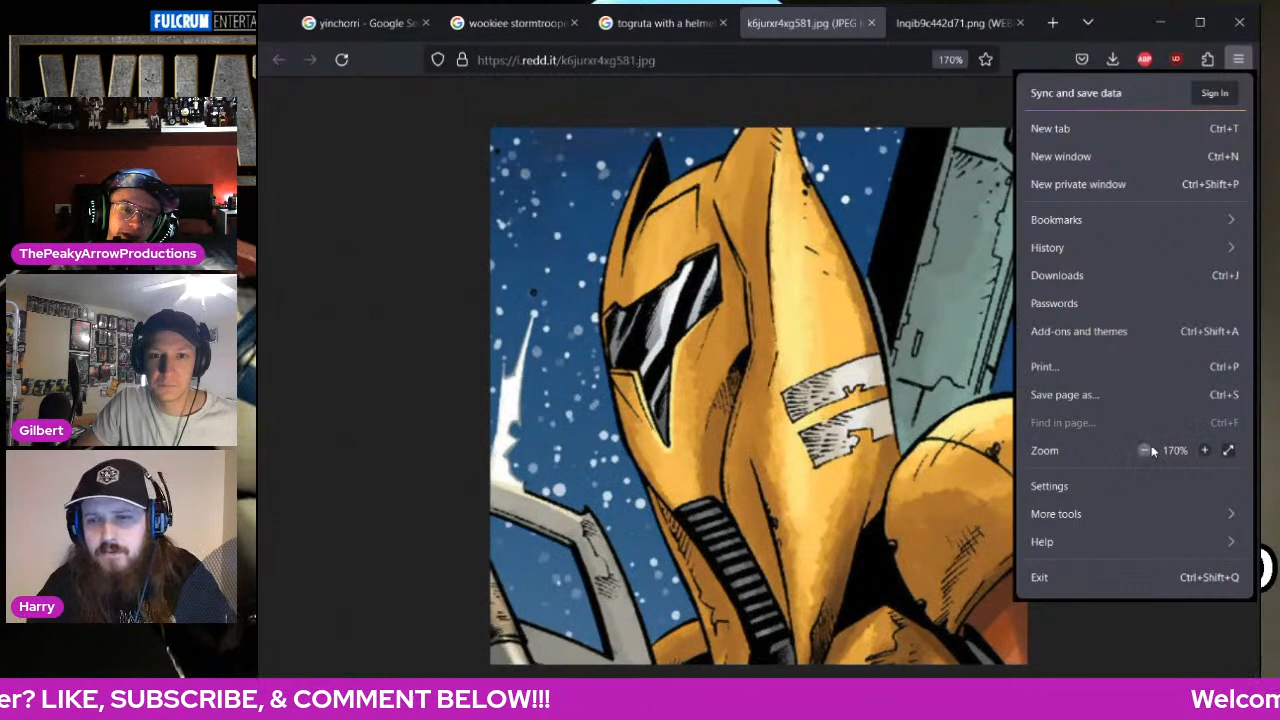 FULCRUM ENTERTA
WILD
yinchorri - Google Se
wookiee stormtroope
togruta with a helme
k6jurxr4xg581.jpg (JPEG I
lnqib9c442d71.png (WEB
https://i.redd.it/k6jurxr4xg581.jpg
170%
ABP
Sync and save data
Sign In
New tab Ctrl+T
New window Ctrl+N
New private window Ctrl+Shift+P
Bookmarks
History
Downloads Ctrl+J
Passwords
Add-ons and themes Ctrl+Shift+A
Print... Ctrl+P
Save page as... Ctrl+S
Find in page... Ctrl+F
Zoom 170%
Settings
More tools
Help
Exit Ctrl+Shift+Q
ThePeakyArrowProductions
Gilbert
Harry
er? LIKE, SUBSCRIBE, & COMMENT BELOW!!! Welcom